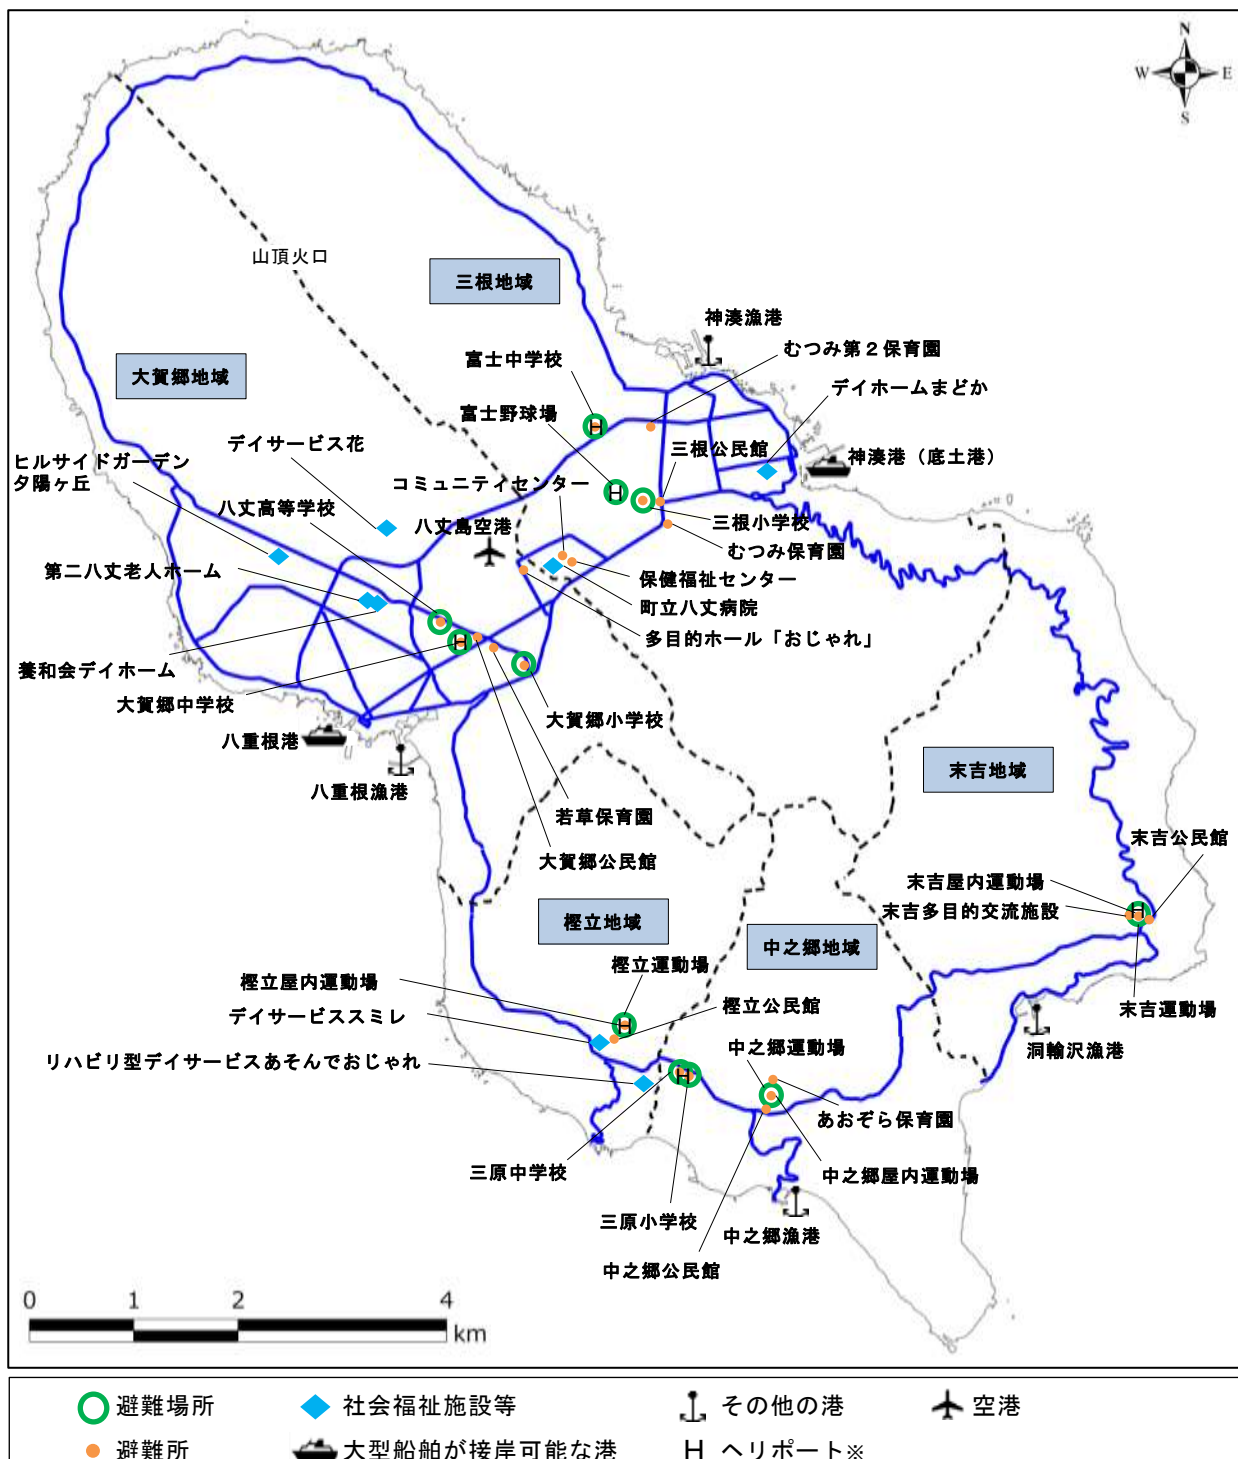 N
W E
S
山頂火口
三根地域
神湊漁港
大賀郷地域
富士中学校
むつみ第２保育園
富士野球場
デイホームまどか
デイサービス花
三根公民館
ヒルサイドガーデン
夕陽ヶ丘
コミュニティセンター
神湊港（底土港）
八丈高等学校
八丈島空港
三根小学校
むつみ保育園
第二八丈老人ホーム
保健福祉センター
町立八丈病院
多目的ホール「おじゃれ」
養和会デイホーム
大賀郷中学校
大賀郷小学校
八重根港
末吉地域
八重根漁港
若草保育園
大賀郷公民館
末吉公民館
末吉屋内運動場
末吉多目的交流施設
樫立地域
中之郷地域
樫立運動場
樫立屋内運動場
樫立公民館
末吉運動場
デイサービススミレ
中之郷運動場
洞輪沢漁港
リハビリ型デイサービスあそんでおじゃれ
あおぞら保育園
三原中学校
中之郷屋内運動場
三原小学校
中之郷漁港
中之郷公民館
0 1 2 4
km
避難場所 社会福祉施設等 その他の港 空港
避難所 大型船舶が接岸可能な港 H ヘリポート※